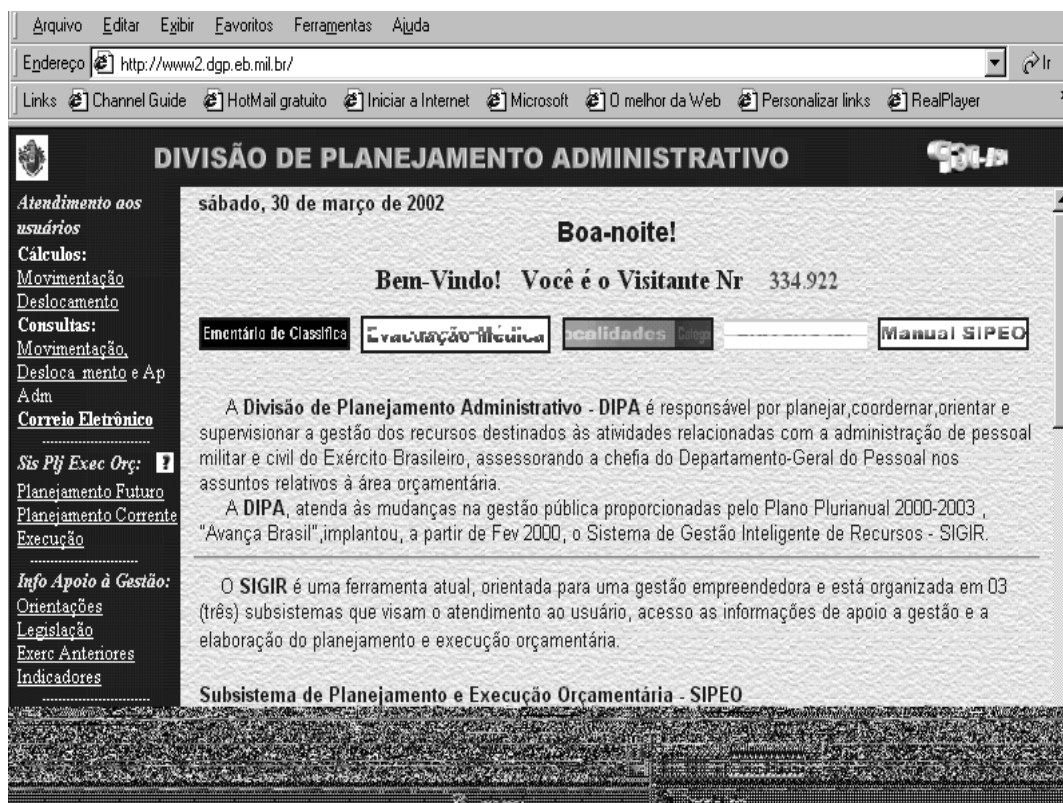 Arquivo Editar Exibir Favoritos Ferramentas Ajuda
Endereço http://www2.dgp.eb.mil.br/ Ir
Links Channel Guide HotMail gratuito Iniciar a Internet Microsoft O melhor da Web Personalizar links RealPlayer
DIVISÃO DE PLANEJAMENTO ADMINISTRATIVO
Atendimento aos
usuários
Cálculos:
Movimentação
Deslocamento
Consultas:
Movimentação,
Desloca mento e Ap
Adm
Correio Eletrônico
Sis Plj Exec Orç: ?
Planejamento Futuro
Planejamento Corrente
Execução
Info Apoio à Gestão:
Orientações
Legislação
Exerc Anteriores
Indicadores
sábado, 30 de março de 2002
Boa-noite!
Bem-Vindo! Você é o Visitante Nr 334.922
Ementário de Classifica Evacuação Médica ocalidades Manual SIPEO
A Divisão de Planejamento Administrativo - DIPA é responsável por planejar,coordernar,orientar e
supervisionar a gestão dos recursos destinados às atividades relacionadas com a administração de pessoal
militar e civil do Exército Brasileiro, assessorando a chefia do Departamento-Geral do Pessoal nos
assuntos relativos à área orçamentária.
A DIPA, atenda às mudanças na gestão pública proporcionadas pelo Plano Plurianual 2000-2003 ,
"Avança Brasil",implantou, a partir de Fev 2000, o Sistema de Gestão Inteligente de Recursos - SIGIR.
O SIGIR é uma ferramenta atual, orientada para uma gestão empreendedora e está organizada em 03
(três) subsistemas que visam o atendimento ao usuário, acesso as informações de apoio a gestão e a
elaboração do planejamento e execução orçamentária.
Subsistema de Planejamento e Execução Orçamentária - SIPEO